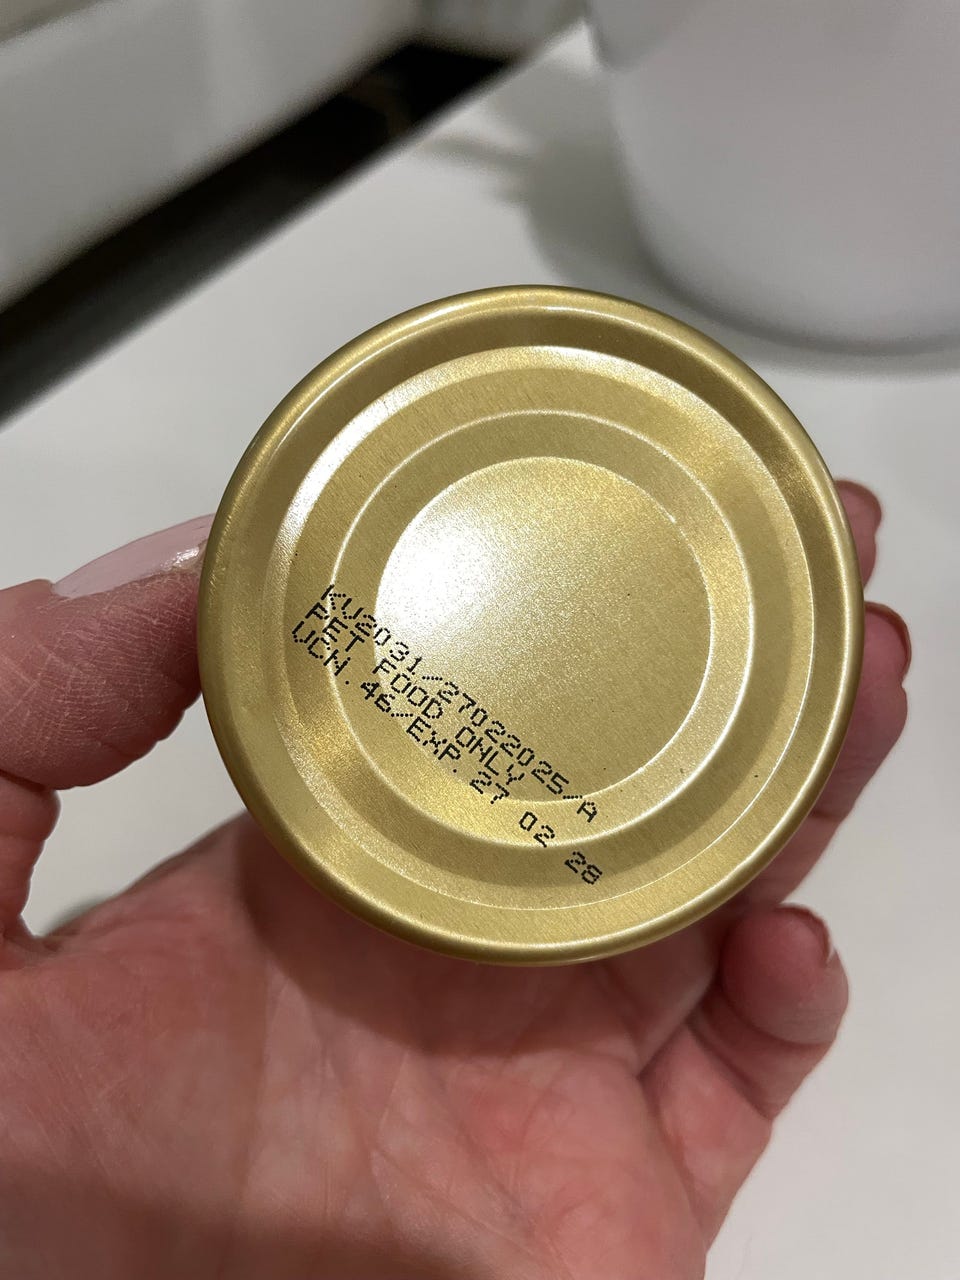 KU2031/27022025/A
PET FOOD ONLY
UCN. 46/EXP. 27 02 28